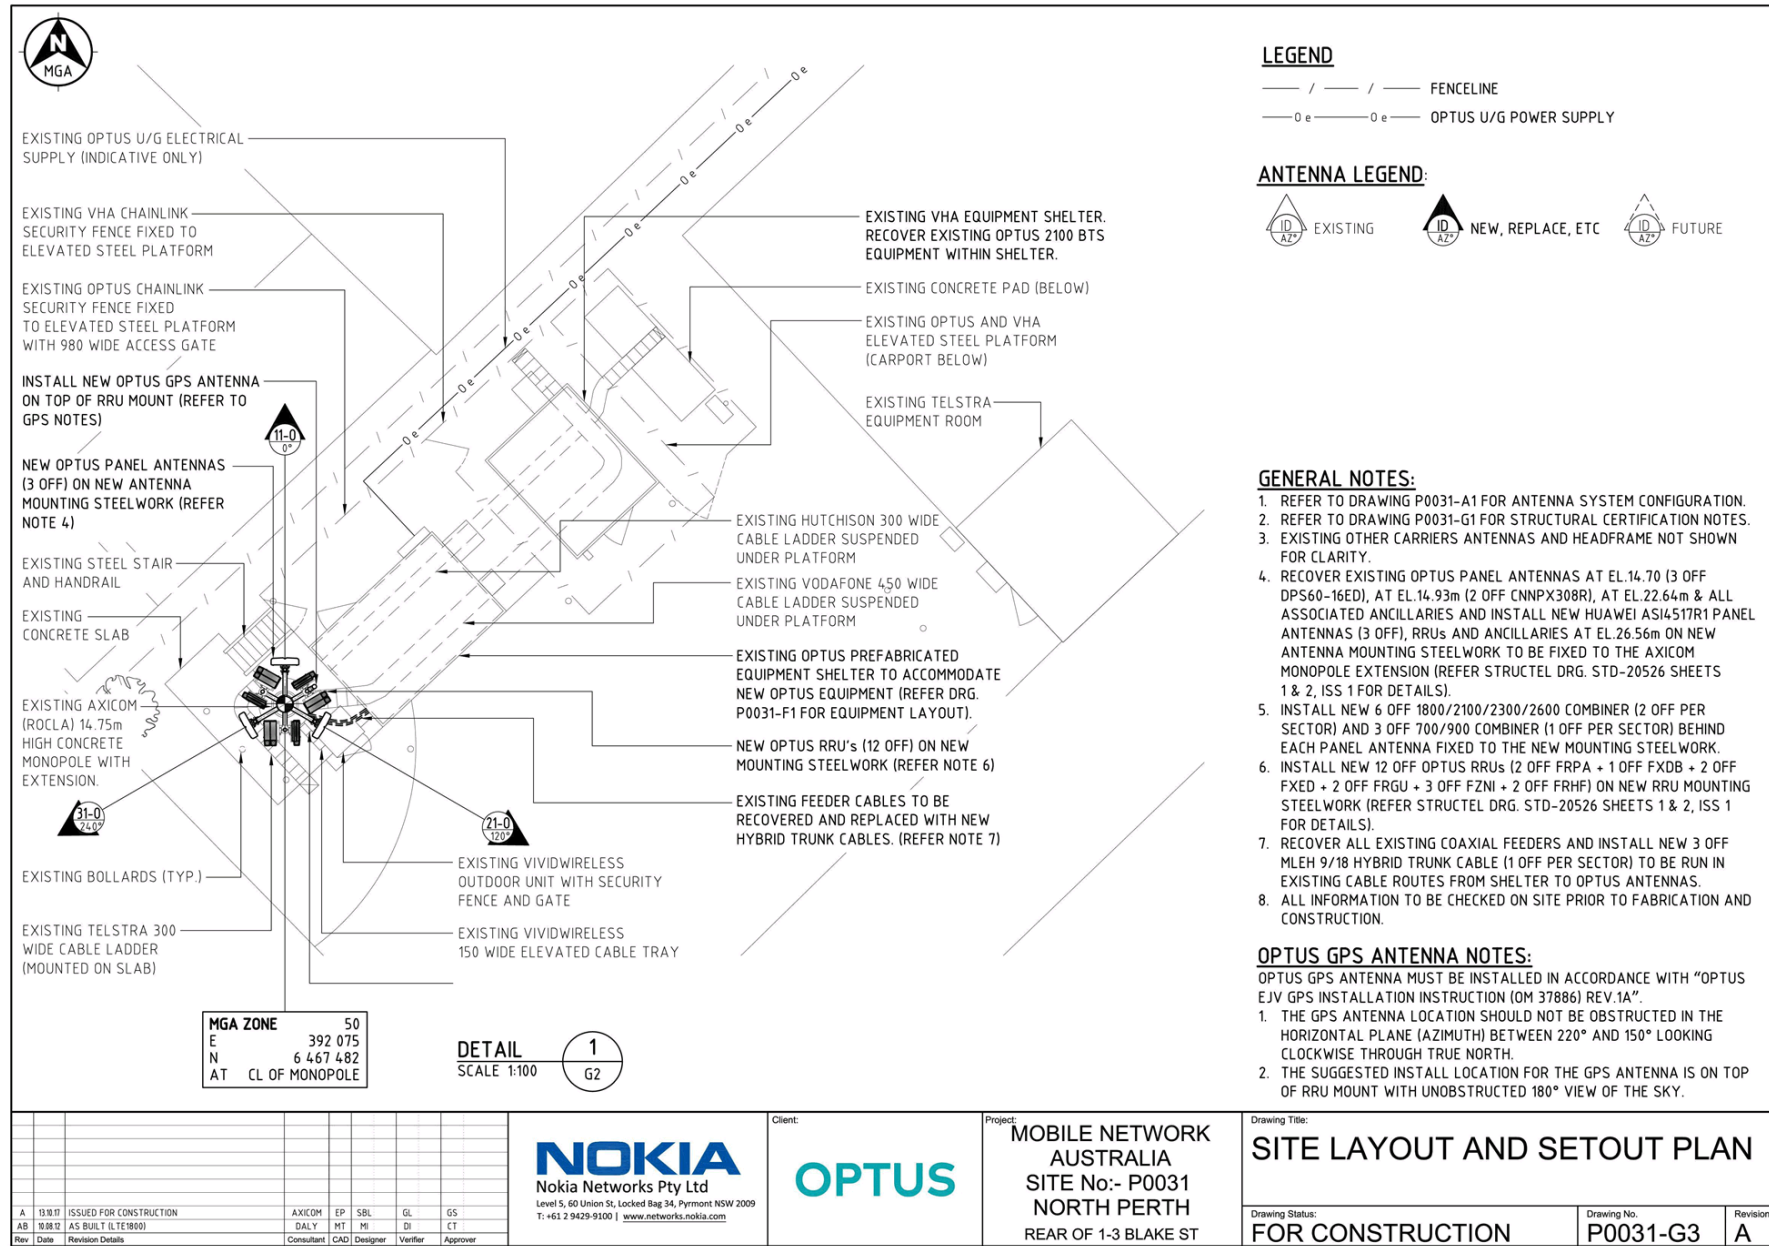 N
MGA
EXISTING OPTUS U/G ELECTRICAL
SUPPLY (INDICATIVE ONLY)
EXISTING VHA CHAINLINK
SECURITY FENCE FIXED TO
ELEVATED STEEL PLATFORM
EXISTING OPTUS CHAINLINK
SECURITY FENCE FIXED
TO ELEVATED STEEL PLATFORM
WITH 980 WIDE ACCESS GATE
INSTALL NEW OPTUS GPS ANTENNA
ON TOP OF RRU MOUNT (REFER TO
GPS NOTES)
11-0
0°
NEW OPTUS PANEL ANTENNAS
(3 OFF) ON NEW ANTENNA
MOUNTING STEELWORK (REFER
NOTE 4)
EXISTING STEEL STAIR
AND HANDRAIL
EXISTING
CONCRETE SLAB
EXISTING AXICOM
(ROCLA) 14.75m
HIGH CONCRETE
MONOPOLE WITH
EXTENSION.
31-0
240°
21-0
120°
EXISTING BOLLARDS (TYP.)
EXISTING TELSTRA 300
WIDE CABLE LADDER
(MOUNTED ON SLAB)
O e
O e
O e
O e
O e
O e
O e
O e
EXISTING VHA EQUIPMENT SHELTER.
RECOVER EXISTING OPTUS 2100 BTS
EQUIPMENT WITHIN SHELTER.
EXISTING CONCRETE PAD (BELOW)
EXISTING OPTUS AND VHA
ELEVATED STEEL PLATFORM
(CARPORT BELOW)
EXISTING TELSTRA
EQUIPMENT ROOM
EXISTING HUTCHISON 300 WIDE
CABLE LADDER SUSPENDED
UNDER PLATFORM
EXISTING VODAFONE 450 WIDE
CABLE LADDER SUSPENDED
UNDER PLATFORM
EXISTING OPTUS PREFABRICATED
EQUIPMENT SHELTER TO ACCOMMODATE
NEW OPTUS EQUIPMENT (REFER DRG.
P0031-F1 FOR EQUIPMENT LAYOUT).
NEW OPTUS RRU's (12 OFF) ON NEW
MOUNTING STEELWORK (REFER NOTE 6)
EXISTING FEEDER CABLES TO BE
RECOVERED AND REPLACED WITH NEW
HYBRID TRUNK CABLES. (REFER NOTE 7)
EXISTING VIVIDWIRELESS
OUTDOOR UNIT WITH SECURITY
FENCE AND GATE
EXISTING VIVIDWIRELESS
150 WIDE ELEVATED CABLE TRAY
MGA ZONE 50
E 392 075
N 6 467 482
AT CL OF MONOPOLE
DETAIL
SCALE 1:100
1
G2
LEGEND
/ / FENCELINE
O e O e OPTUS U/G POWER SUPPLY
ANTENNA LEGEND:
ID AZ° EXISTING
ID AZ° NEW, REPLACE, ETC
ID AZ° FUTURE
GENERAL NOTES:
1. REFER TO DRAWING P0031-A1 FOR ANTENNA SYSTEM CONFIGURATION.
2. REFER TO DRAWING P0031-G1 FOR STRUCTURAL CERTIFICATION NOTES.
3. EXISTING OTHER CARRIERS ANTENNAS AND HEADFRAME NOT SHOWN
FOR CLARITY.
4. RECOVER EXISTING OPTUS PANEL ANTENNAS AT EL.14.70 (3 OFF
DPS60-16ED), AT EL.14.93m (2 OFF CNNPX308R), AT EL.22.64m & ALL
ASSOCIATED ANCILLARIES AND INSTALL NEW HUAWEI ASI4517R1 PANEL
ANTENNAS (3 OFF), RRUs AND ANCILLARIES AT EL.26.56m ON NEW
ANTENNA MOUNTING STEELWORK TO BE FIXED TO THE AXICOM
MONOPOLE EXTENSION (REFER STRUCTEL DRG. STD-20526 SHEETS
1 & 2, ISS 1 FOR DETAILS).
5. INSTALL NEW 6 OFF 1800/2100/2300/2600 COMBINER (2 OFF PER
SECTOR) AND 3 OFF 700/900 COMBINER (1 OFF PER SECTOR) BEHIND
EACH PANEL ANTENNA FIXED TO THE NEW MOUNTING STEELWORK.
6. INSTALL NEW 12 OFF OPTUS RRUs (2 OFF FRPA + 1 OFF FXDB + 2 OFF
FXED + 2 OFF FRGU + 3 OFF FZNI + 2 OFF FRHF) ON NEW RRU MOUNTING
STEELWORK (REFER STRUCTEL DRG. STD-20526 SHEETS 1 & 2, ISS 1
FOR DETAILS).
7. RECOVER ALL EXISTING COAXIAL FEEDERS AND INSTALL NEW 3 OFF
MLEH 9/18 HYBRID TRUNK CABLE (1 OFF PER SECTOR) TO BE RUN IN
EXISTING CABLE ROUTES FROM SHELTER TO OPTUS ANTENNAS.
8. ALL INFORMATION TO BE CHECKED ON SITE PRIOR TO FABRICATION AND
CONSTRUCTION.
OPTUS GPS ANTENNA NOTES:
OPTUS GPS ANTENNA MUST BE INSTALLED IN ACCORDANCE WITH "OPTUS
EJV GPS INSTALLATION INSTRUCTION (OM 37886) REV.1A".
1. THE GPS ANTENNA LOCATION SHOULD NOT BE OBSTRUCTED IN THE
HORIZONTAL PLANE (AZIMUTH) BETWEEN 220° AND 150° LOOKING
CLOCKWISE THROUGH TRUE NORTH.
2. THE SUGGESTED INSTALL LOCATION FOR THE GPS ANTENNA IS ON TOP
OF RRU MOUNT WITH UNOBSTRUCTED 180° VIEW OF THE SKY.
A 13.10.17 ISSUED FOR CONSTRUCTION AXICOM EP SBL GL GS
AB 10.08.12 AS BUILT (LTE1800) DALY MT MI DI CT
Rev Date Revision Details Consultant CAD Designer Verifier Approver
NOKIA
Nokia Networks Pty Ltd
Level 5, 60 Union St, Locked Bag 34, Pyrmont NSW 2009
T: +61 2 9429-9100 | www.networks.nokia.com
Client:
OPTUS
Project:
MOBILE NETWORK
AUSTRALIA
SITE No:- P0031
NORTH PERTH
REAR OF 1-3 BLAKE ST
Drawing Title:
SITE LAYOUT AND SETOUT PLAN
Drawing Status:
FOR CONSTRUCTION
Drawing No.
P0031-G3
Revision
A